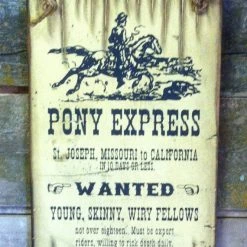 PONY EXPRESS
St. JOSEPH, MISSOURI to CALIFORNIA
IN 10 DAYS OR LESS.
WANTED
YOUNG, SKINNY, WIRY FELLOWS
not over eighteen. Must be expert
riders, willing to risk death daily.